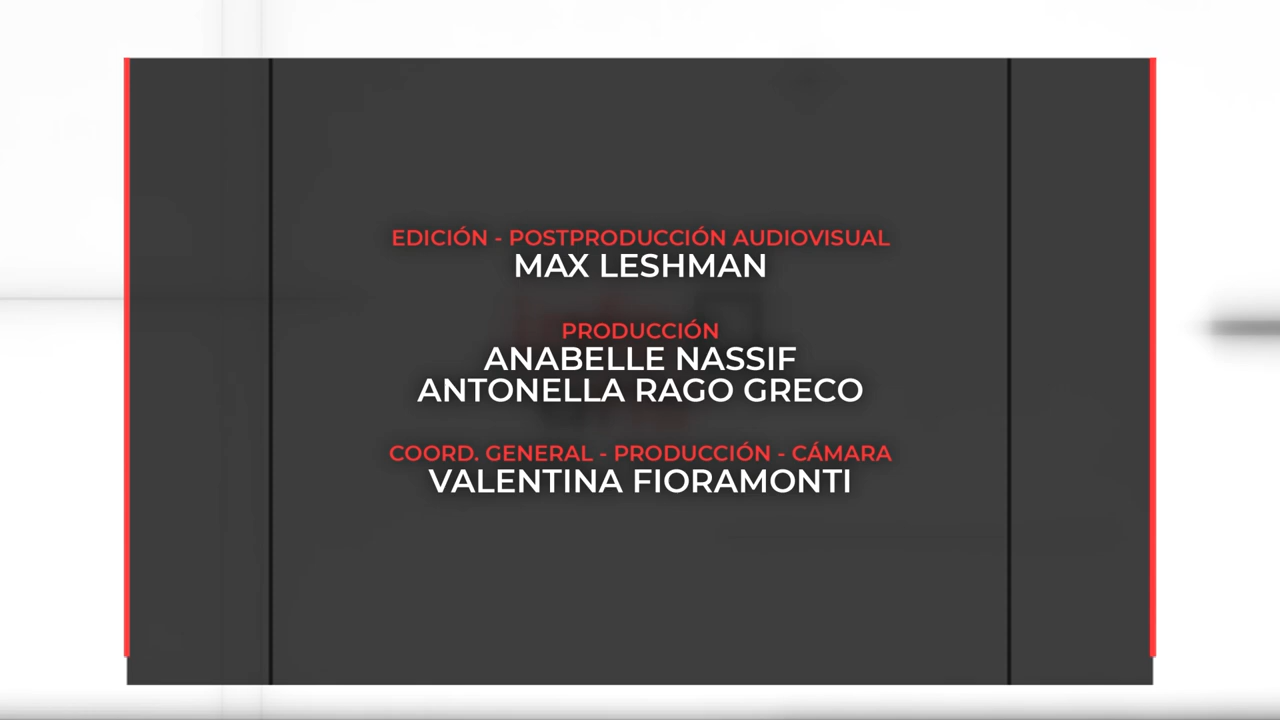 EDICIÓN - POSTPRODUCCIÓN AUDIOVISUAL
MAX LESHMAN
PRODUCCIÓN
ANABELLE NASSIF
ANTONELLA RAGO GRECO
COORD. GENERAL - PRODUCCIÓN - CÁMARA
VALENTINA FIORAMONTI